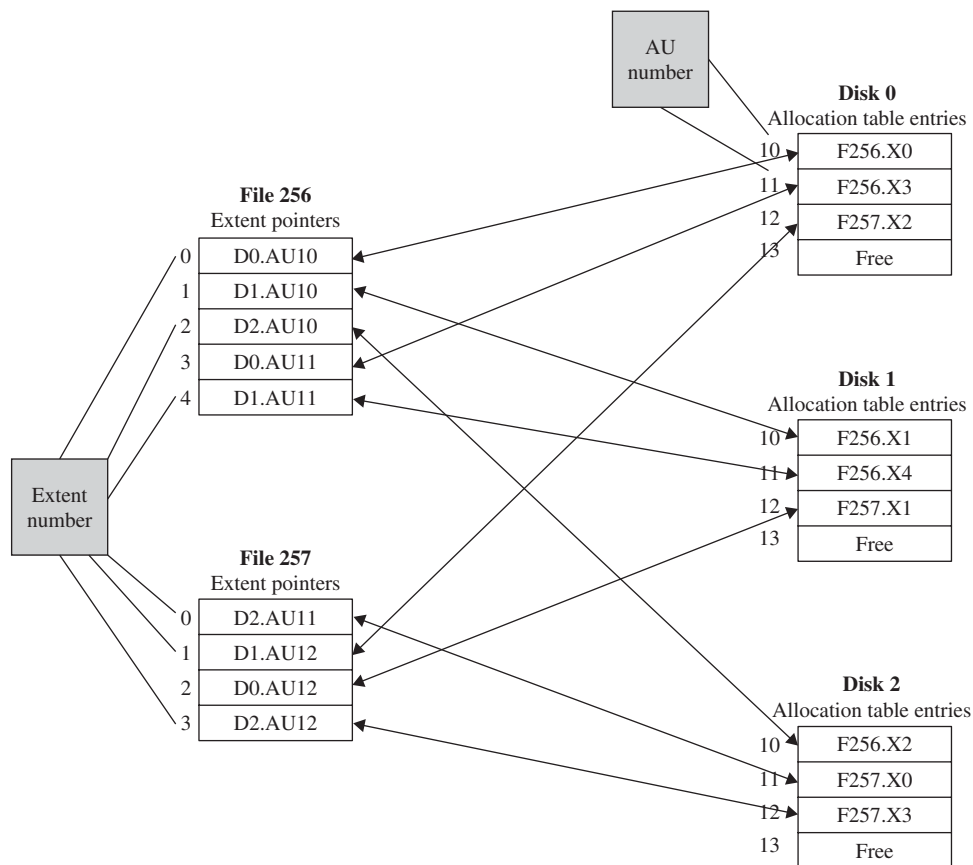 AU
number
Disk 0
Allocation table entries
10 F256.X0
11 F256.X3
12 F257.X2
13 Free
File 256
Extent pointers
0 D0.AU10
1 D1.AU10
2 D2.AU10
3 D0.AU11
4 D1.AU11
Disk 1
Allocation table entries
10 F256.X1
11 F256.X4
12 F257.X1
13 Free
Extent
number
File 257
Extent pointers
0 D2.AU11
1 D1.AU12
2 D0.AU12
3 D2.AU12
Disk 2
Allocation table entries
10 F256.X2
11 F257.X0
12 F257.X3
13 Free